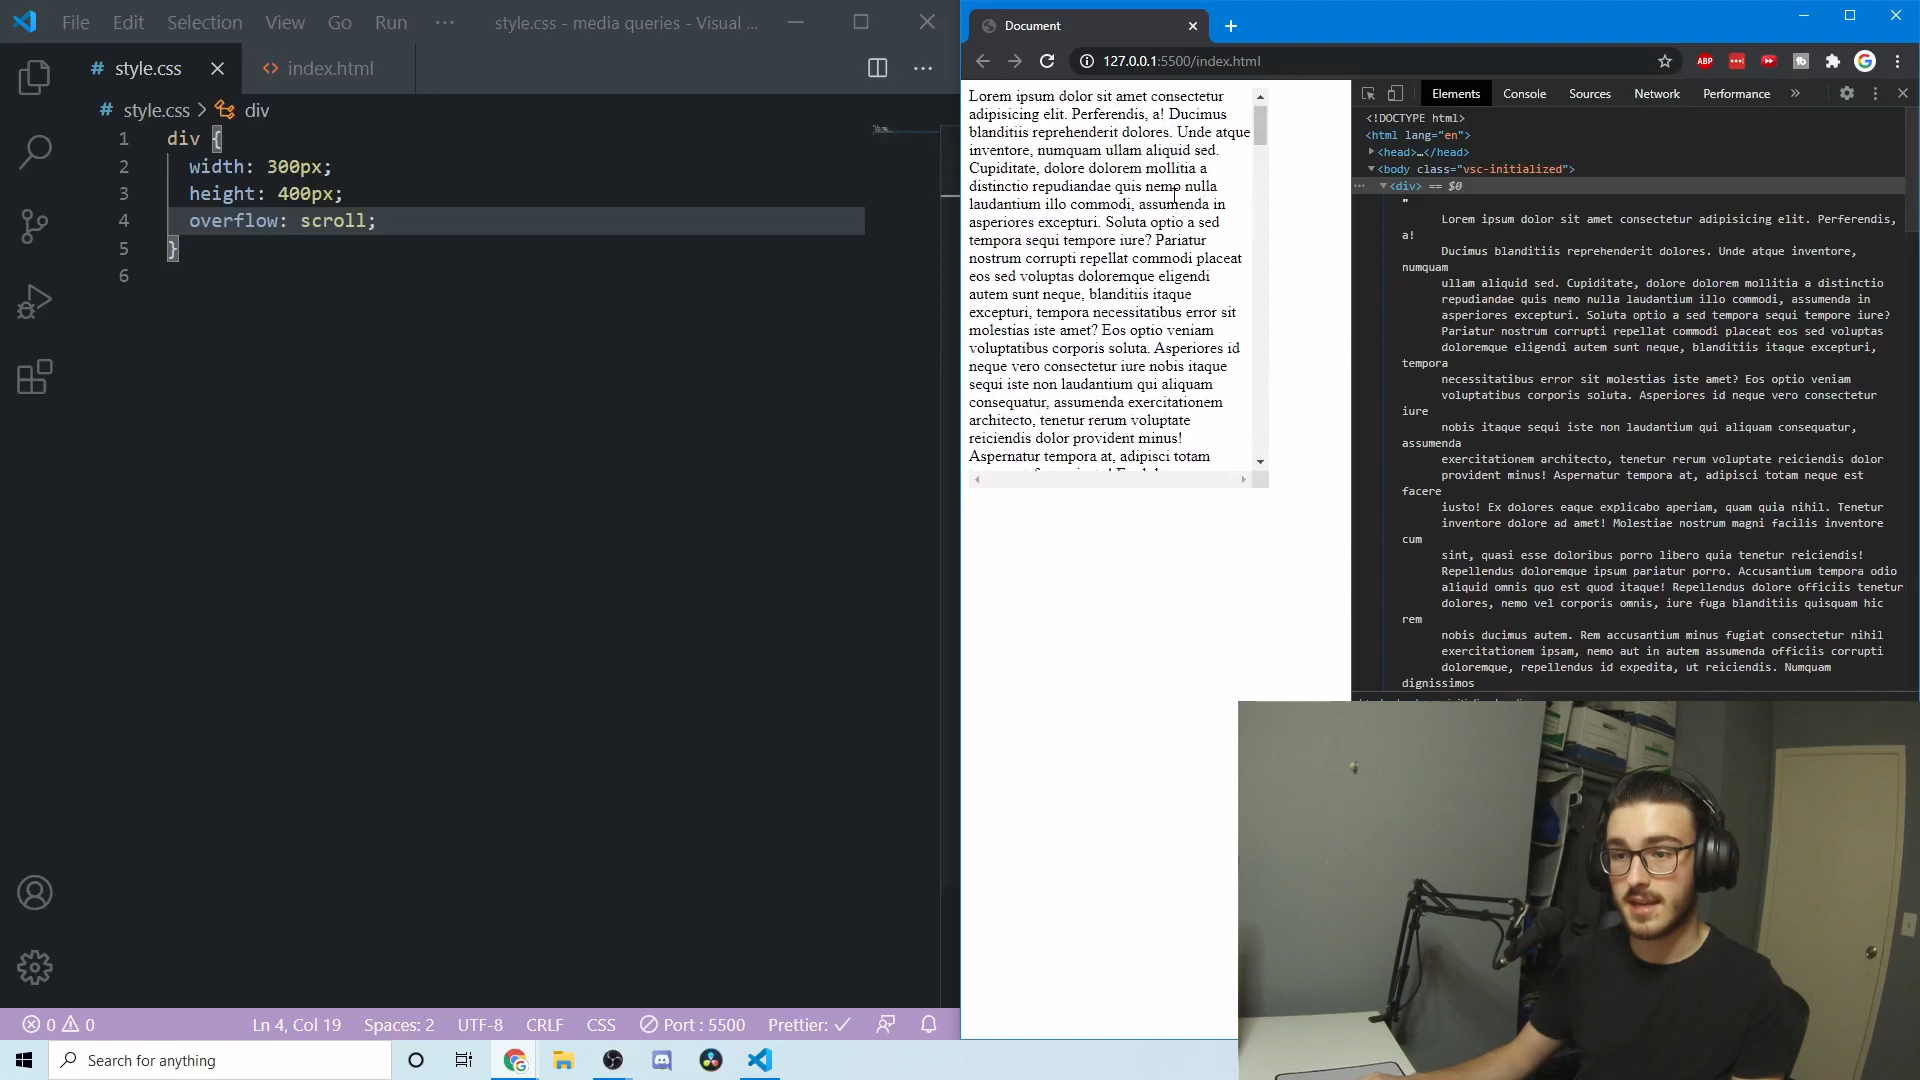 File Edit Selection View Go Run ··· style.css - media queries - Visual ...
# style.css <> index.html
# style.css > div
1 div {
2 width: 300px;
3 height: 400px;
4 overflow: scroll;
5 }
6
0 0 Ln 4, Col 19 Spaces: 2 UTF-8 CRLF CSS Port : 5500 Prettier: ✓
Search for anything
Document
127.0.0.1:5500/index.html
ABP
Lorem ipsum dolor sit amet consectetur
adipisicing elit. Perferendis, a! Ducimus
blanditiis reprehenderit dolores. Unde atque
inventore, numquam ullam aliquid sed.
Cupiditate, dolore dolorem mollitia a
distinctio repudiandae quis nemo nulla
laudantium illo commodi, assumenda in
asperiores excepturi. Soluta optio a sed
tempora sequi tempore iure? Pariatur
nostrum corrupti repellat commodi placeat
eos sed voluptas doloremque eligendi
autem sunt neque, blanditiis itaque
excepturi, tempora necessitatibus error sit
molestias iste amet? Eos optio veniam
voluptatibus corporis soluta. Asperiores id
neque vero consectetur iure nobis itaque
sequi iste non laudantium qui aliquam
consequatur, assumenda exercitationem
architecto, tenetur rerum voluptate
reiciendis dolor provident minus!
Aspernatur tempora at, adipisci totam
Elements Console Sources Network Performance »
<!DOCTYPE html>
<html lang="en">
<head>…</head>
<body class="vsc-initialized">
<div> == $0
"
Lorem ipsum dolor sit amet consectetur adipisicing elit. Perferendis,
a!
Ducimus blanditiis reprehenderit dolores. Unde atque inventore,
numquam
ullam aliquid sed. Cupiditate, dolore dolorem mollitia a distinctio
repudiandae quis nemo nulla laudantium illo commodi, assumenda in
asperiores excepturi. Soluta optio a sed tempora sequi tempore iure?
Pariatur nostrum corrupti repellat commodi placeat eos sed voluptas
doloremque eligendi autem sunt neque, blanditiis itaque excepturi,
tempora
necessitatibus error sit molestias iste amet? Eos optio veniam
voluptatibus corporis soluta. Asperiores id neque vero consectetur
iure
nobis itaque sequi iste non laudantium qui aliquam consequatur,
assumenda
exercitationem architecto, tenetur rerum voluptate reiciendis dolor
provident minus! Aspernatur tempora at, adipisci totam neque est
facere
iusto! Ex dolores eaque explicabo aperiam, quam quia nihil. Tenetur
inventore dolore ad amet! Molestiae nostrum magni facilis inventore
cum
sint, quasi esse doloribus porro libero quia tenetur reiciendis!
Repellendus doloremque ipsum pariatur porro. Accusantium tempora odio
aliquid omnis quo est quod itaque! Repellendus dolore officiis tenetur
dolores, nemo vel corporis omnis, iure fuga blanditiis quisquam hic
rem
nobis ducimus autem. Rem accusantium minus fugiat consectetur nihil
exercitationem ipsam, nemo aut in autem assumenda officiis corrupti
doloremque, repellendus id expedita, ut reiciendis. Numquam
dignissimos